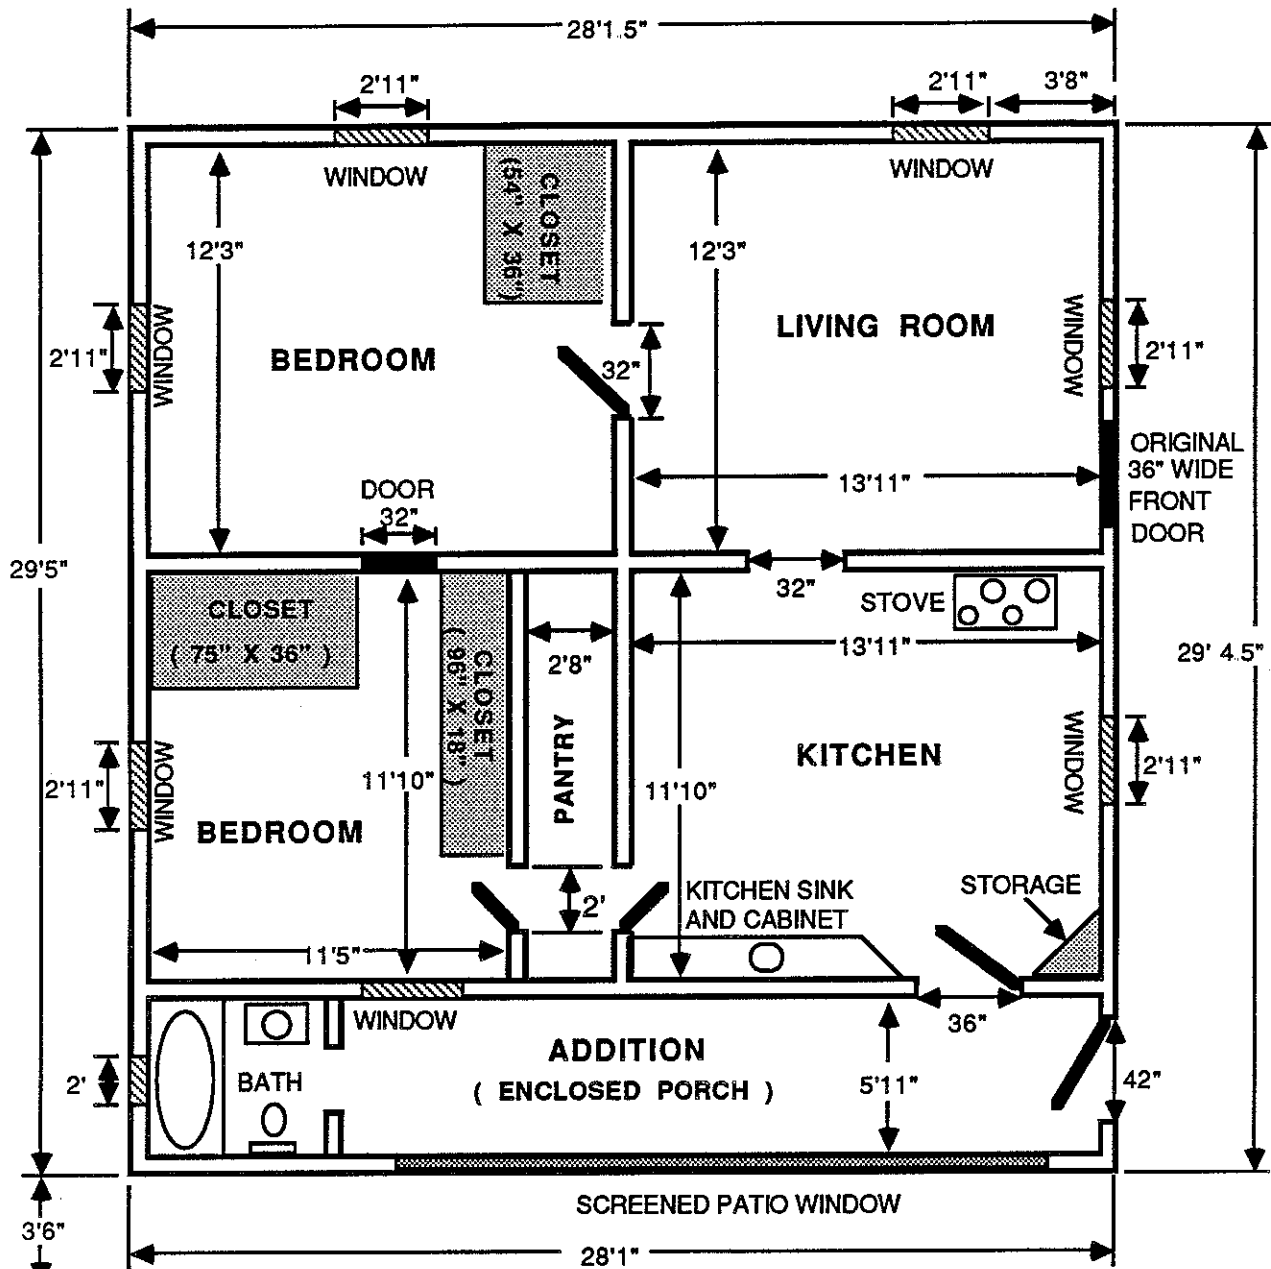 28'1.5"
2'11"
2'11"
3'8"
WINDOW
WINDOW
CLOSET
(54" X 36")
12'3"
12'3"
WINDOW
2'11"
BEDROOM
32"
LIVING ROOM
WINDOW
2'11"
ORIGINAL
36" WIDE
FRONT
DOOR
13'11"
DOOR
32"
29'5"
32"
STOVE
CLOSET
( 75" X 36" )
CLOSET
( 96" X 18" )
2'8"
13'11"
29' 4.5"
PANTRY
KITCHEN
WINDOW
2'11"
WINDOW
2'11"
11'10"
11'10"
BEDROOM
2'
KITCHEN SINK
AND CABINET
STORAGE
11'5"
WINDOW
36"
ADDITION
( ENCLOSED PORCH )
5'11"
42"
2'
BATH
SCREENED PATIO WINDOW
3'6"
28'1"